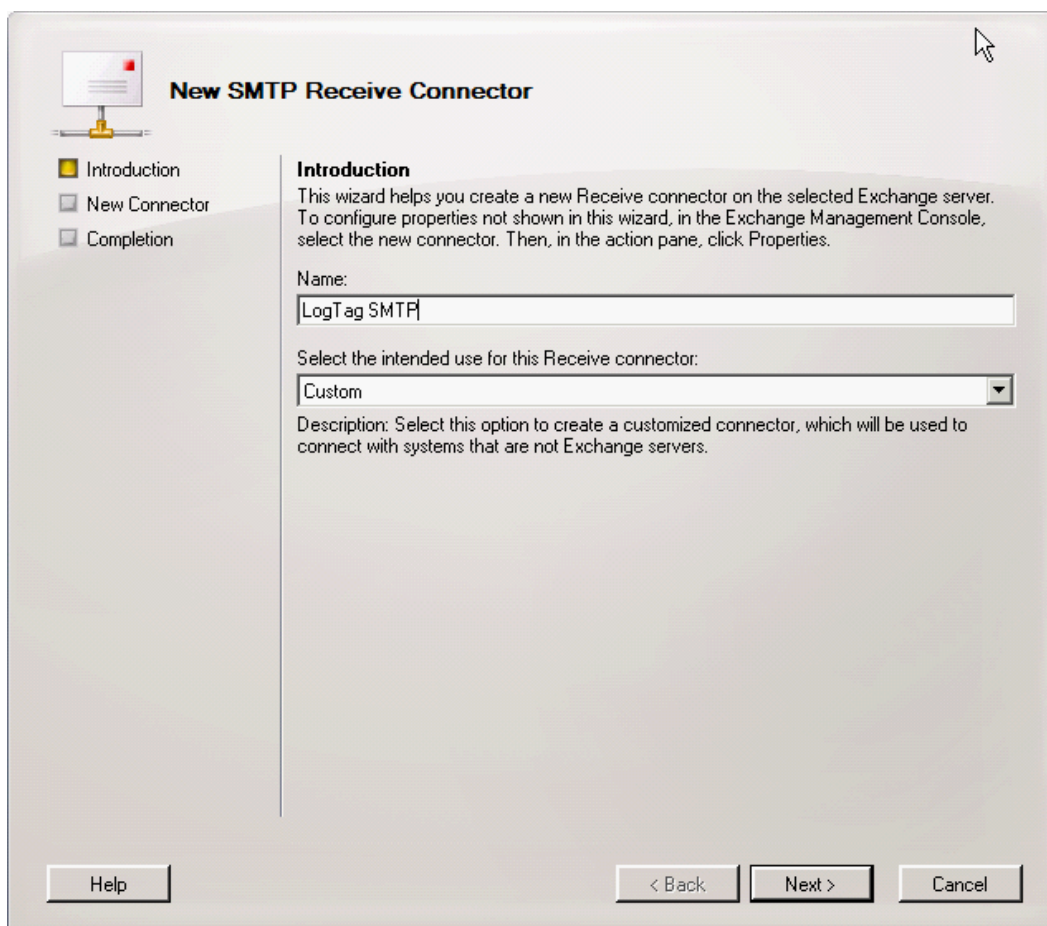 New SMTP Receive Connector
Introduction
New Connector
Completion
Introduction
This wizard helps you create a new Receive connector on the selected Exchange server.
To configure properties not shown in this wizard, in the Exchange Management Console,
select the new connector. Then, in the action pane, click Properties.
Name:
LogTag SMTP
Select the intended use for this Receive connector:
Custom
Description: Select this option to create a customized connector, which will be used to
connect with systems that are not Exchange servers.
Help
< Back
Next >
Cancel